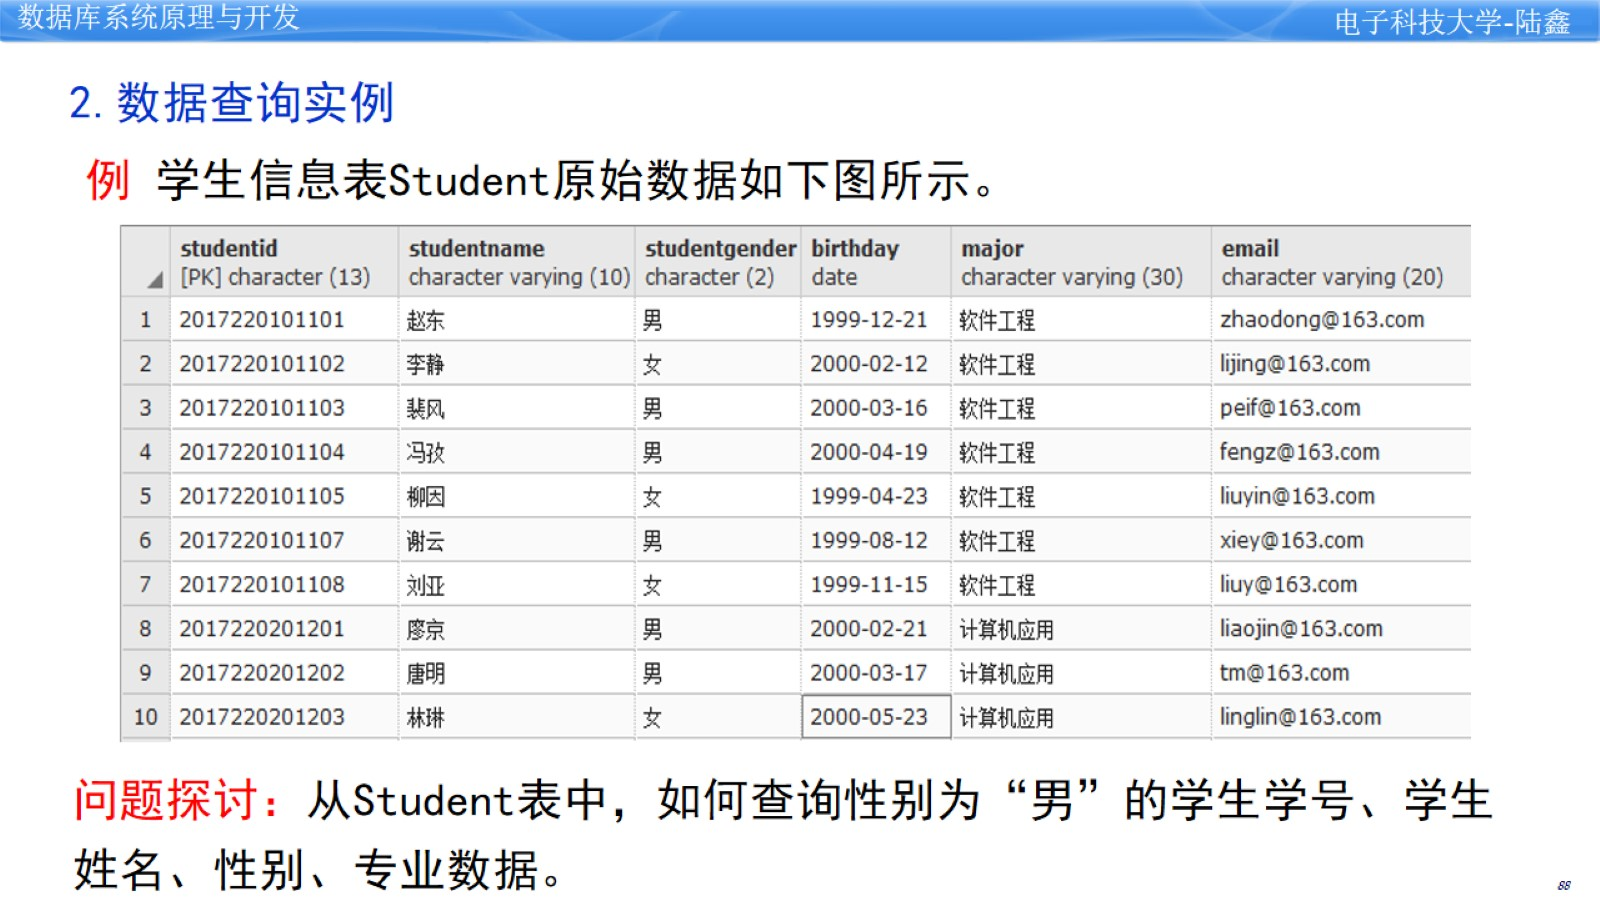 数据库系统原理与开发
电子科技大学-陆鑫
2. 数据查询实例
例 学生信息表Student原始数据如下图所示。
studentid studentname studentgender birthday major email
[PK] character (13) character varying (10) character (2) date character varying (30) character varying (20)
1 2017220101101 赵东 男 1999-12-21 软件工程 zhaodong@163.com
2 2017220101102 李静 女 2000-02-12 软件工程 lijing@163.com
3 2017220101103 裴风 男 2000-03-16 软件工程 peif@163.com
4 2017220101104 冯孜 男 2000-04-19 软件工程 fengz@163.com
5 2017220101105 柳因 女 1999-04-23 软件工程 liuyin@163.com
6 2017220101107 谢云 男 1999-08-12 软件工程 xiey@163.com
7 2017220101108 刘亚 女 1999-11-15 软件工程 liuy@163.com
8 2017220201201 廖京 男 2000-02-21 计算机应用 liaojin@163.com
9 2017220201202 唐明 男 2000-03-17 计算机应用 tm@163.com
10 2017220201203 林琳 女 2000-05-23 计算机应用 linglin@163.com
问题探讨：从Student表中，如何查询性别为“男”的学生学号、学生
姓名、性别、专业数据。
88